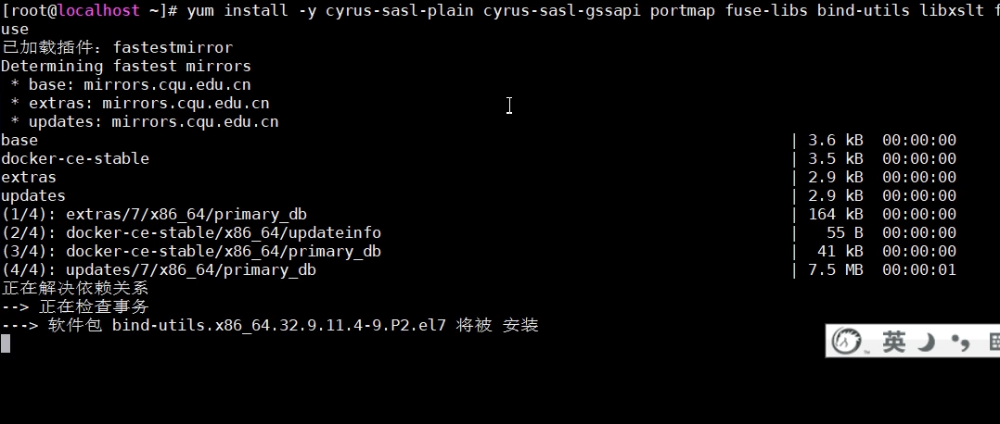 [root@localhost ~]# yum install -y cyrus-sasl-plain cyrus-sasl-gssapi portmap fuse-libs bind-utils libxslt f
use
已加载插件：fastestmirror
Determining fastest mirrors
 * base: mirrors.cqu.edu.cn
 * extras: mirrors.cqu.edu.cn
 * updates: mirrors.cqu.edu.cn
base | 3.6 kB 00:00:00
docker-ce-stable | 3.5 kB 00:00:00
extras | 2.9 kB 00:00:00
updates | 2.9 kB 00:00:00
(1/4): extras/7/x86_64/primary_db | 164 kB 00:00:00
(2/4): docker-ce-stable/x86_64/updateinfo | 55 B 00:00:00
(3/4): docker-ce-stable/x86_64/primary_db | 41 kB 00:00:00
(4/4): updates/7/x86_64/primary_db | 7.5 MB 00:00:01
正在解决依赖关系
--> 正在检查事务
---> 软件包 bind-utils.x86_64.32.9.11.4-9.P2.el7 将被 安装
英